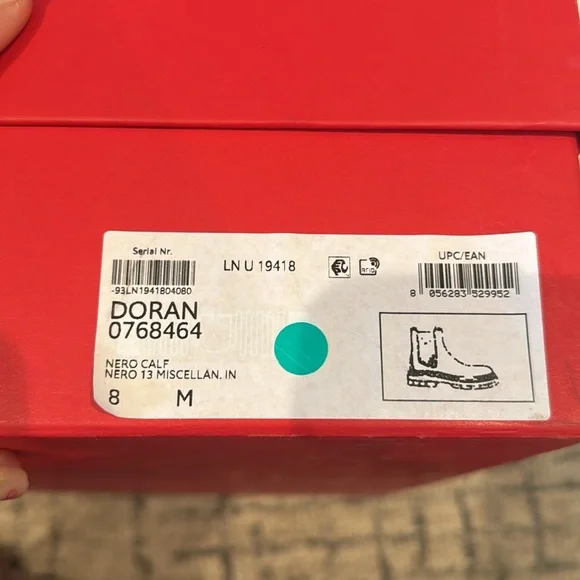 Serial Nr.
-93LN1941804080
LN U 19418
RFID
UPC/EAN
8 056283 529952
DORAN
0768464
NERO CALF
NERO 13 MISCELLAN. IN
8 M